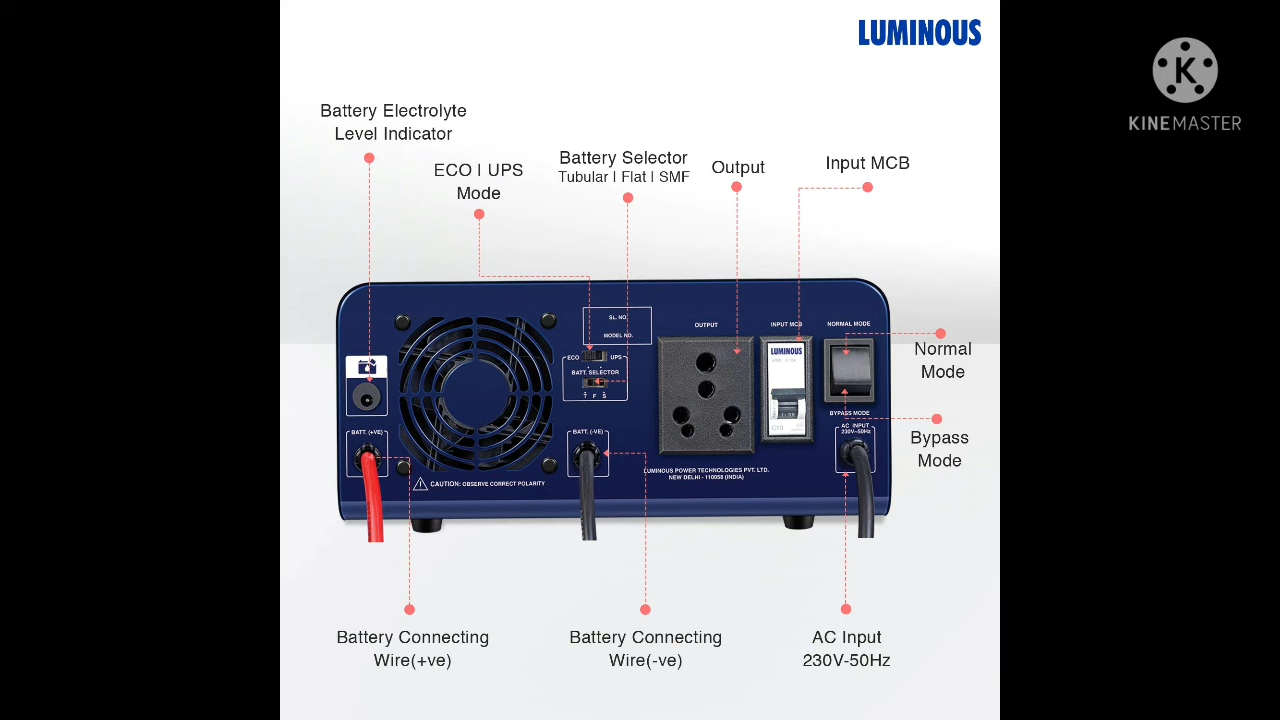 LUMINOUS
KINEMASTER
Battery Electrolyte
Level Indicator
ECO | UPS
Mode
Battery Selector
Tubular | Flat | SMF
Output
Input MCB
SL. NO.
MODEL NO.
ECO UPS
BATT. SELECTOR
T F S
OUTPUT
INPUT MCB
NORMAL MODE
LUMINOUS
C10
Normal
Mode
BYPASS MODE
Bypass
Mode
AC INPUT
230V~50Hz
BATT. (+VE)
BATT. (-VE)
CAUTION: OBSERVE CORRECT POLARITY
LUMINOUS POWER TECHNOLOGIES PVT. LTD.
NEW DELHI - 110058 (INDIA)
Battery Connecting
Wire(+ve)
Battery Connecting
Wire(-ve)
AC Input
230V-50Hz